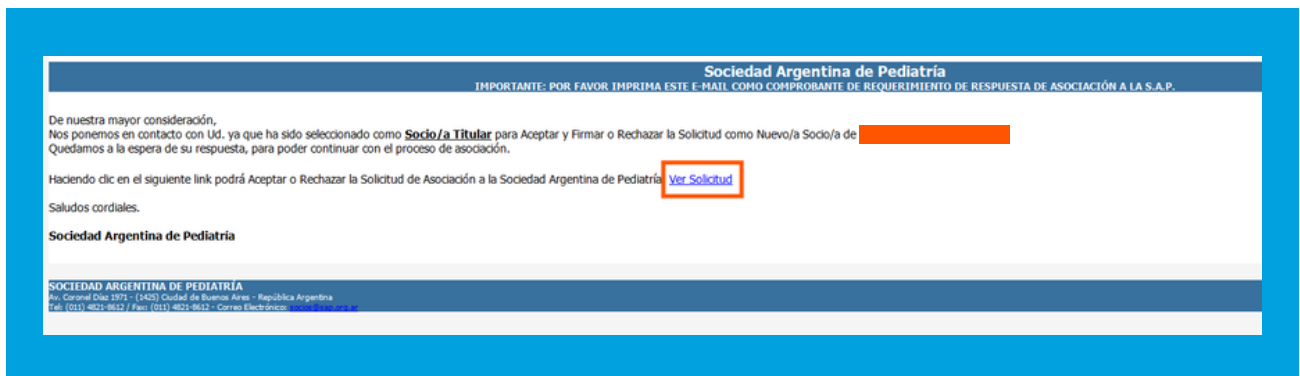 Sociedad Argentina de Pediatría
IMPORTANTE: POR FAVOR IMPRIMA ESTE E-MAIL COMO COMPROBANTE DE REQUERIMIENTO DE RESPUESTA DE ASOCIACIÓN A LA S.A.P.
De nuestra mayor consideración,
Nos ponemos en contacto con Ud. ya que ha sido seleccionado como Socio/a Titular para Aceptar y Firmar o Rechazar la Solicitud como Nuevo/a Socio/a de
Quedamos a la espera de su respuesta, para poder continuar con el proceso de asociación.
Haciendo clic en el siguiente link podrá Aceptar o Rechazar la Solicitud de Asociación a la Sociedad Argentina de Pediatría Ver Solicitud
Saludos cordiales.
Sociedad Argentina de Pediatría
SOCIEDAD ARGENTINA DE PEDIATRÍA
Av. Coronel Díaz 1971 - (1425) Ciudad de Buenos Aires - República Argentina
Tel: (011) 4821-8612 / Fax: (011) 4821-8612 - Correo Electrónico: socios@sap.org.ar